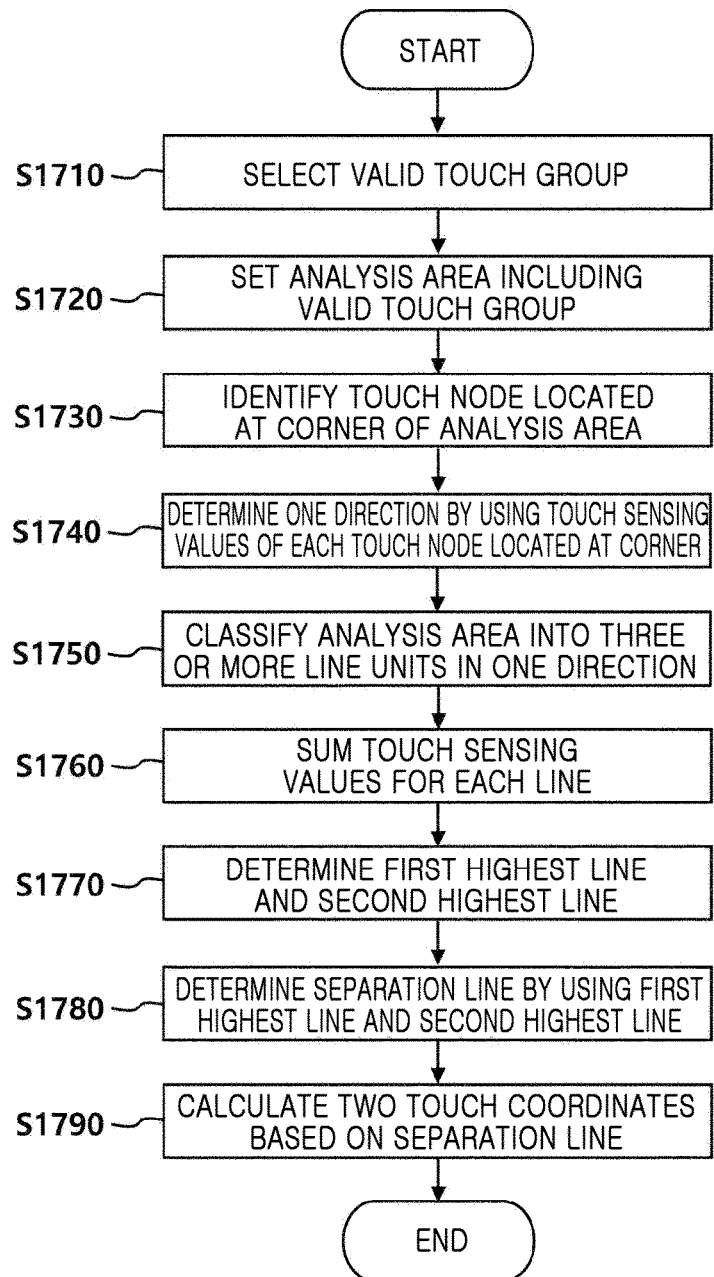 START
S1710
SELECT VALID TOUCH GROUP
S1720
SET ANALYSIS AREA INCLUDING
VALID TOUCH GROUP
S1730
IDENTIFY TOUCH NODE LOCATED
AT CORNER OF ANALYSIS AREA
S1740
DETERMINE ONE DIRECTION BY USING TOUCH SENSING
VALUES OF EACH TOUCH NODE LOCATED AT CORNER
S1750
CLASSIFY ANALYSIS AREA INTO THREE
OR MORE LINE UNITS IN ONE DIRECTION
S1760
SUM TOUCH SENSING
VALUES FOR EACH LINE
S1770
DETERMINE FIRST HIGHEST LINE
AND SECOND HIGHEST LINE
S1780
DETERMINE SEPARATION LINE BY USING FIRST
HIGHEST LINE AND SECOND HIGHEST LINE
S1790
CALCULATE TWO TOUCH COORDINATES
BASED ON SEPARATION LINE
END